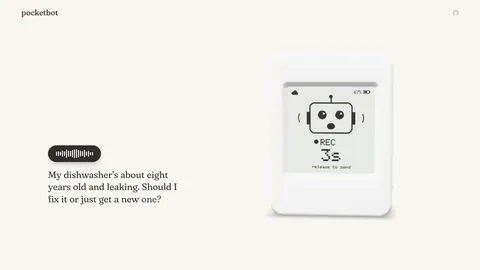 pocketbot
67%
REC
3s
release to send
My dishwasher's about eight
years old and leaking. Should I
fix it or just get a new one?